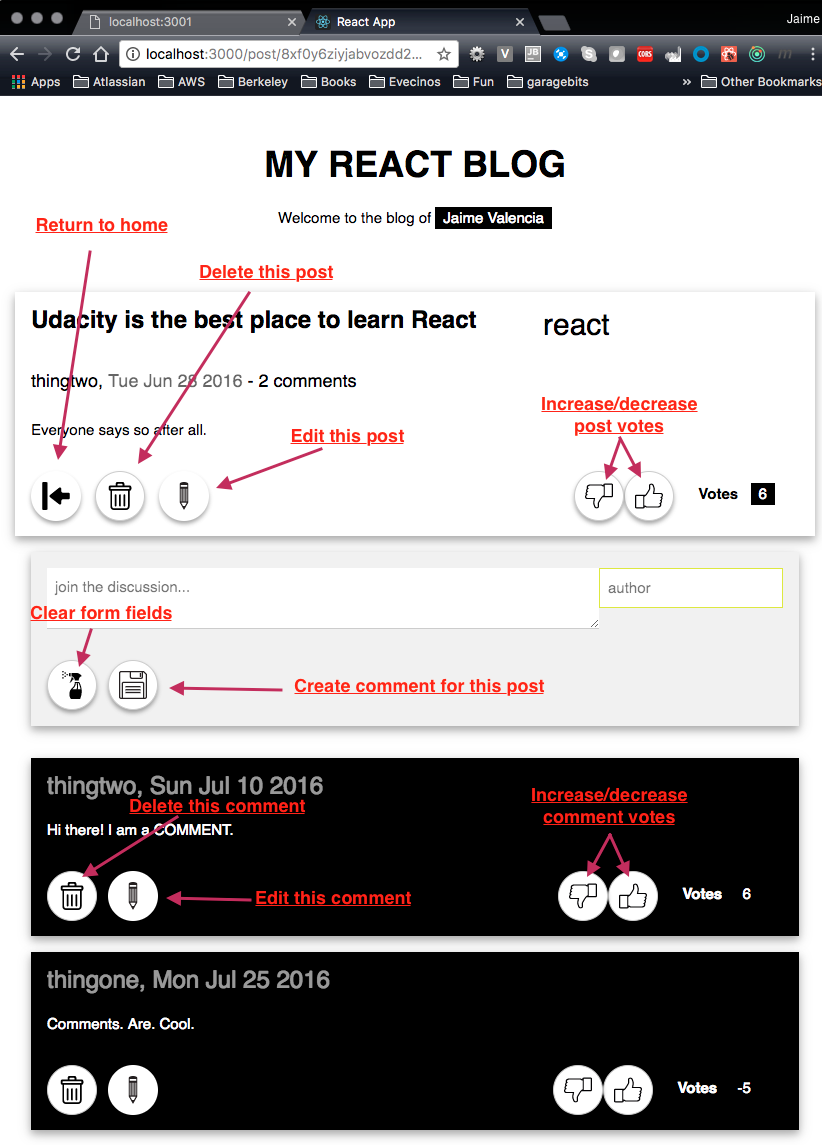 localhost:3001
React App
Jaime
localhost:3000/post/8xf0y6ziyjabvozdd2...
V
JB
CORS
m
Apps
Atlassian
AWS
Berkeley
Books
Evecinos
Fun
garagebits
»
Other Bookmarks
MY REACT BLOG
Welcome to the blog of Jaime Valencia
Return to home
Delete this post
Udacity is the best place to learn React
react
thingtwo, Tue Jun 28 2016 - 2 comments
Increase/decrease
post votes
Everyone says so after all.
Edit this post
Votes 6
join the discussion...
author
Clear form fields
Create comment for this post
thingtwo, Sun Jul 10 2016
Delete this comment
Increase/decrease
comment votes
Hi there! I am a COMMENT.
Edit this comment
Votes 6
thingone, Mon Jul 25 2016
Comments. Are. Cool.
Votes -5